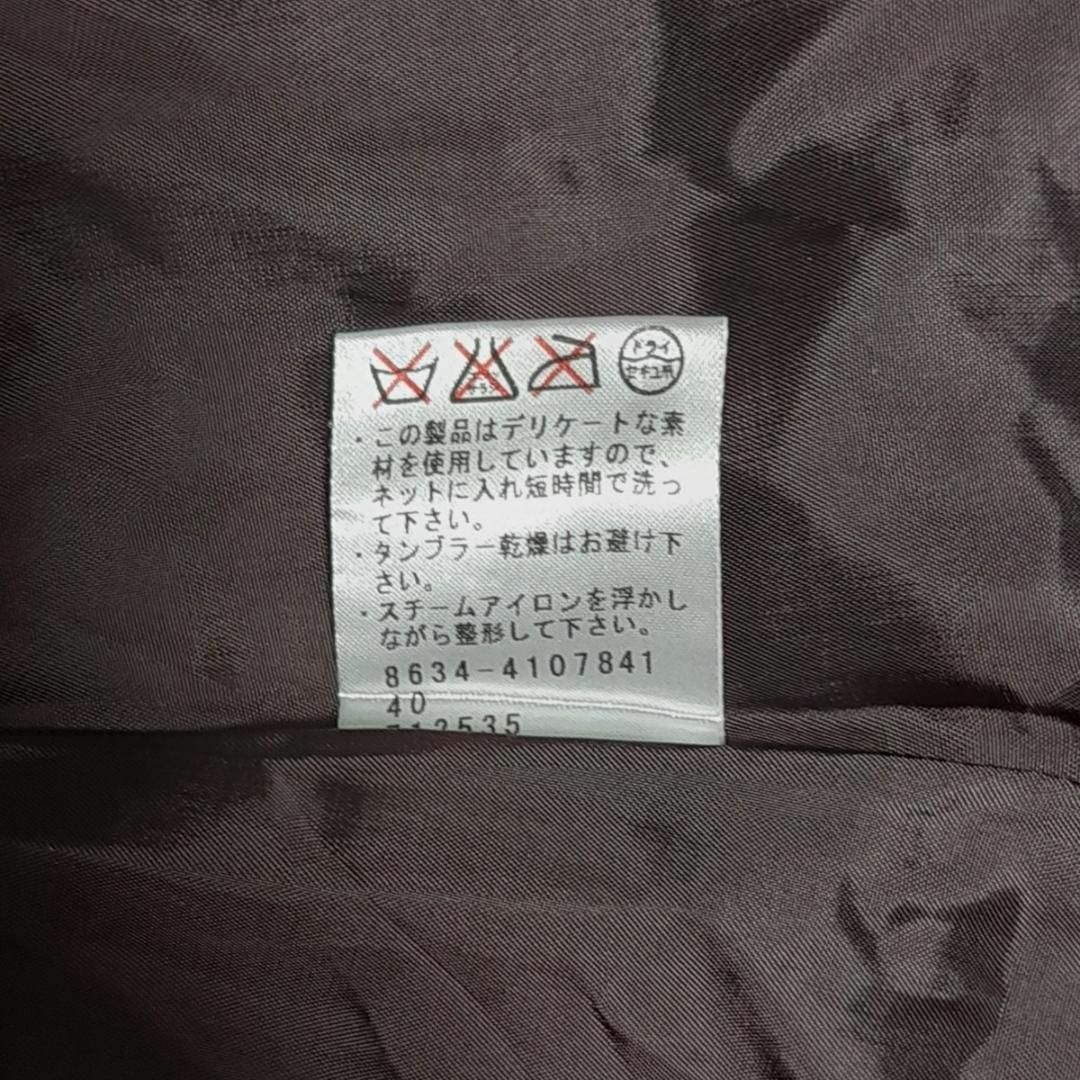 ドライ
セキユ系
・この製品はデリケートな素
材を使用していますので、
ネットに入れ短時間で洗っ
て下さい。
・タンブラー乾燥はお避け下
さい。
・スチームアイロンを浮かし
ながら整形して下さい。
8634-4107841
40